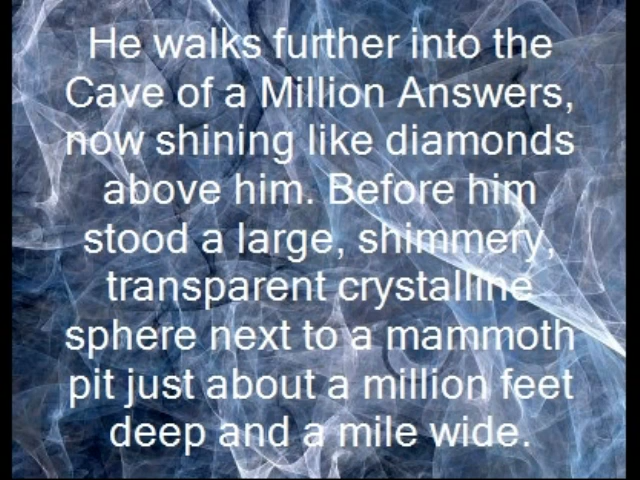 He walks further into the
Cave of a Million Answers,
now shining like diamonds
above him. Before him
stood a large, shimmery,
transparent crystalline
sphere next to a mammoth
pit just about a million feet
deep and a mile wide.